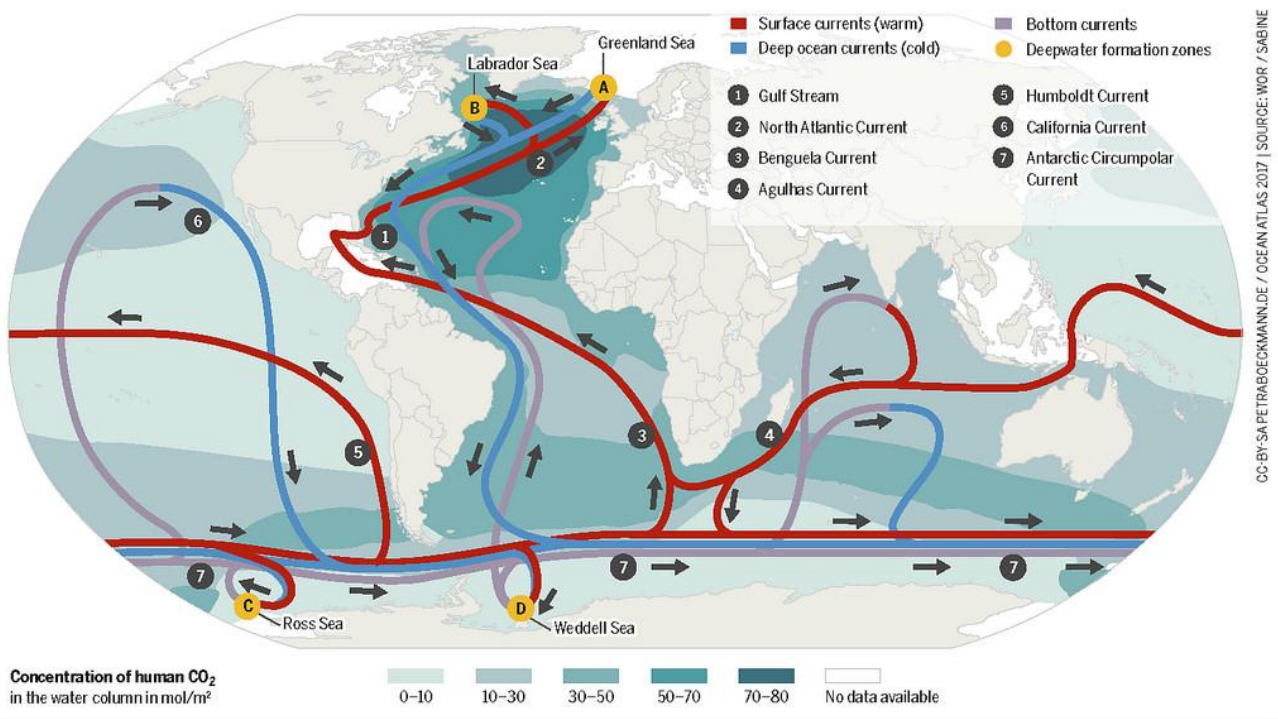 Surface currents (warm)
Deep ocean currents (cold)
Bottom currents
Deepwater formation zones
1 Gulf Stream
2 North Atlantic Current
3 Benguela Current
4 Agulhas Current
5 Humboldt Current
6 California Current
7 Antarctic Circumpolar
Current
Greenland Sea
Labrador Sea
A
B
2
1
6
5
3
4
7
7
7
C
Ross Sea
D
Weddell Sea
Concentration of human CO₂
in the water column in mol/m²
0–10
10–30
30–50
50–70
70–80
No data available
CC-BY-SA PETRABOECKMANN.DE / OCEAN ATLAS 2017 | SOURCE: WOR / SABINE